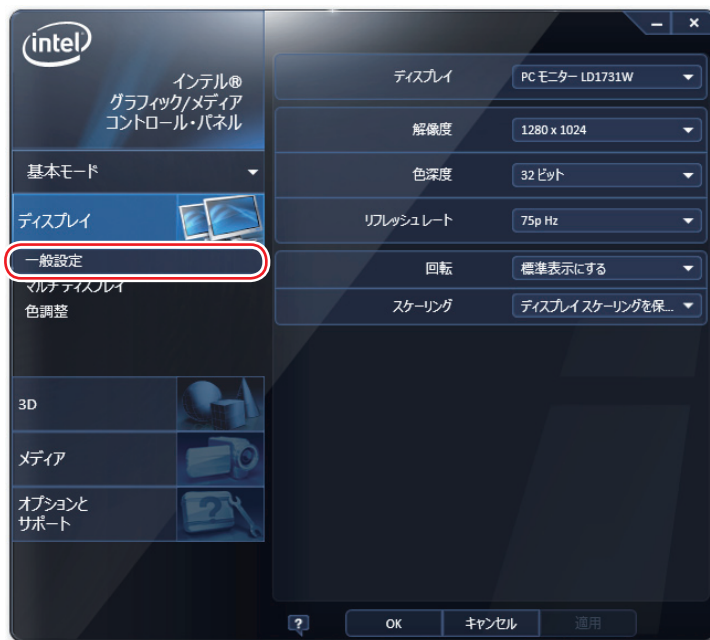 intel
インテル®
グラフィック/メディア
コントロール・パネル
基本モード
ディスプレイ
一般設定
マルチディスプレイ
色調整
3D
メディア
オプションと
サポート
ディスプレイ PC モニター LD1731W
解像度 1280 x 1024
色深度 32 ビット
リフレッシュ レート 75p Hz
回転 標準表示にする
スケーリング ディスプレイ スケーリングを保...
? OK キャンセル 適用